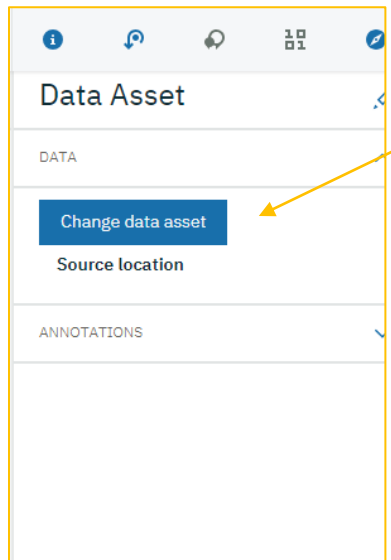 Data Asset
DATA
Change data asset
Source location
ANNOTATIONS